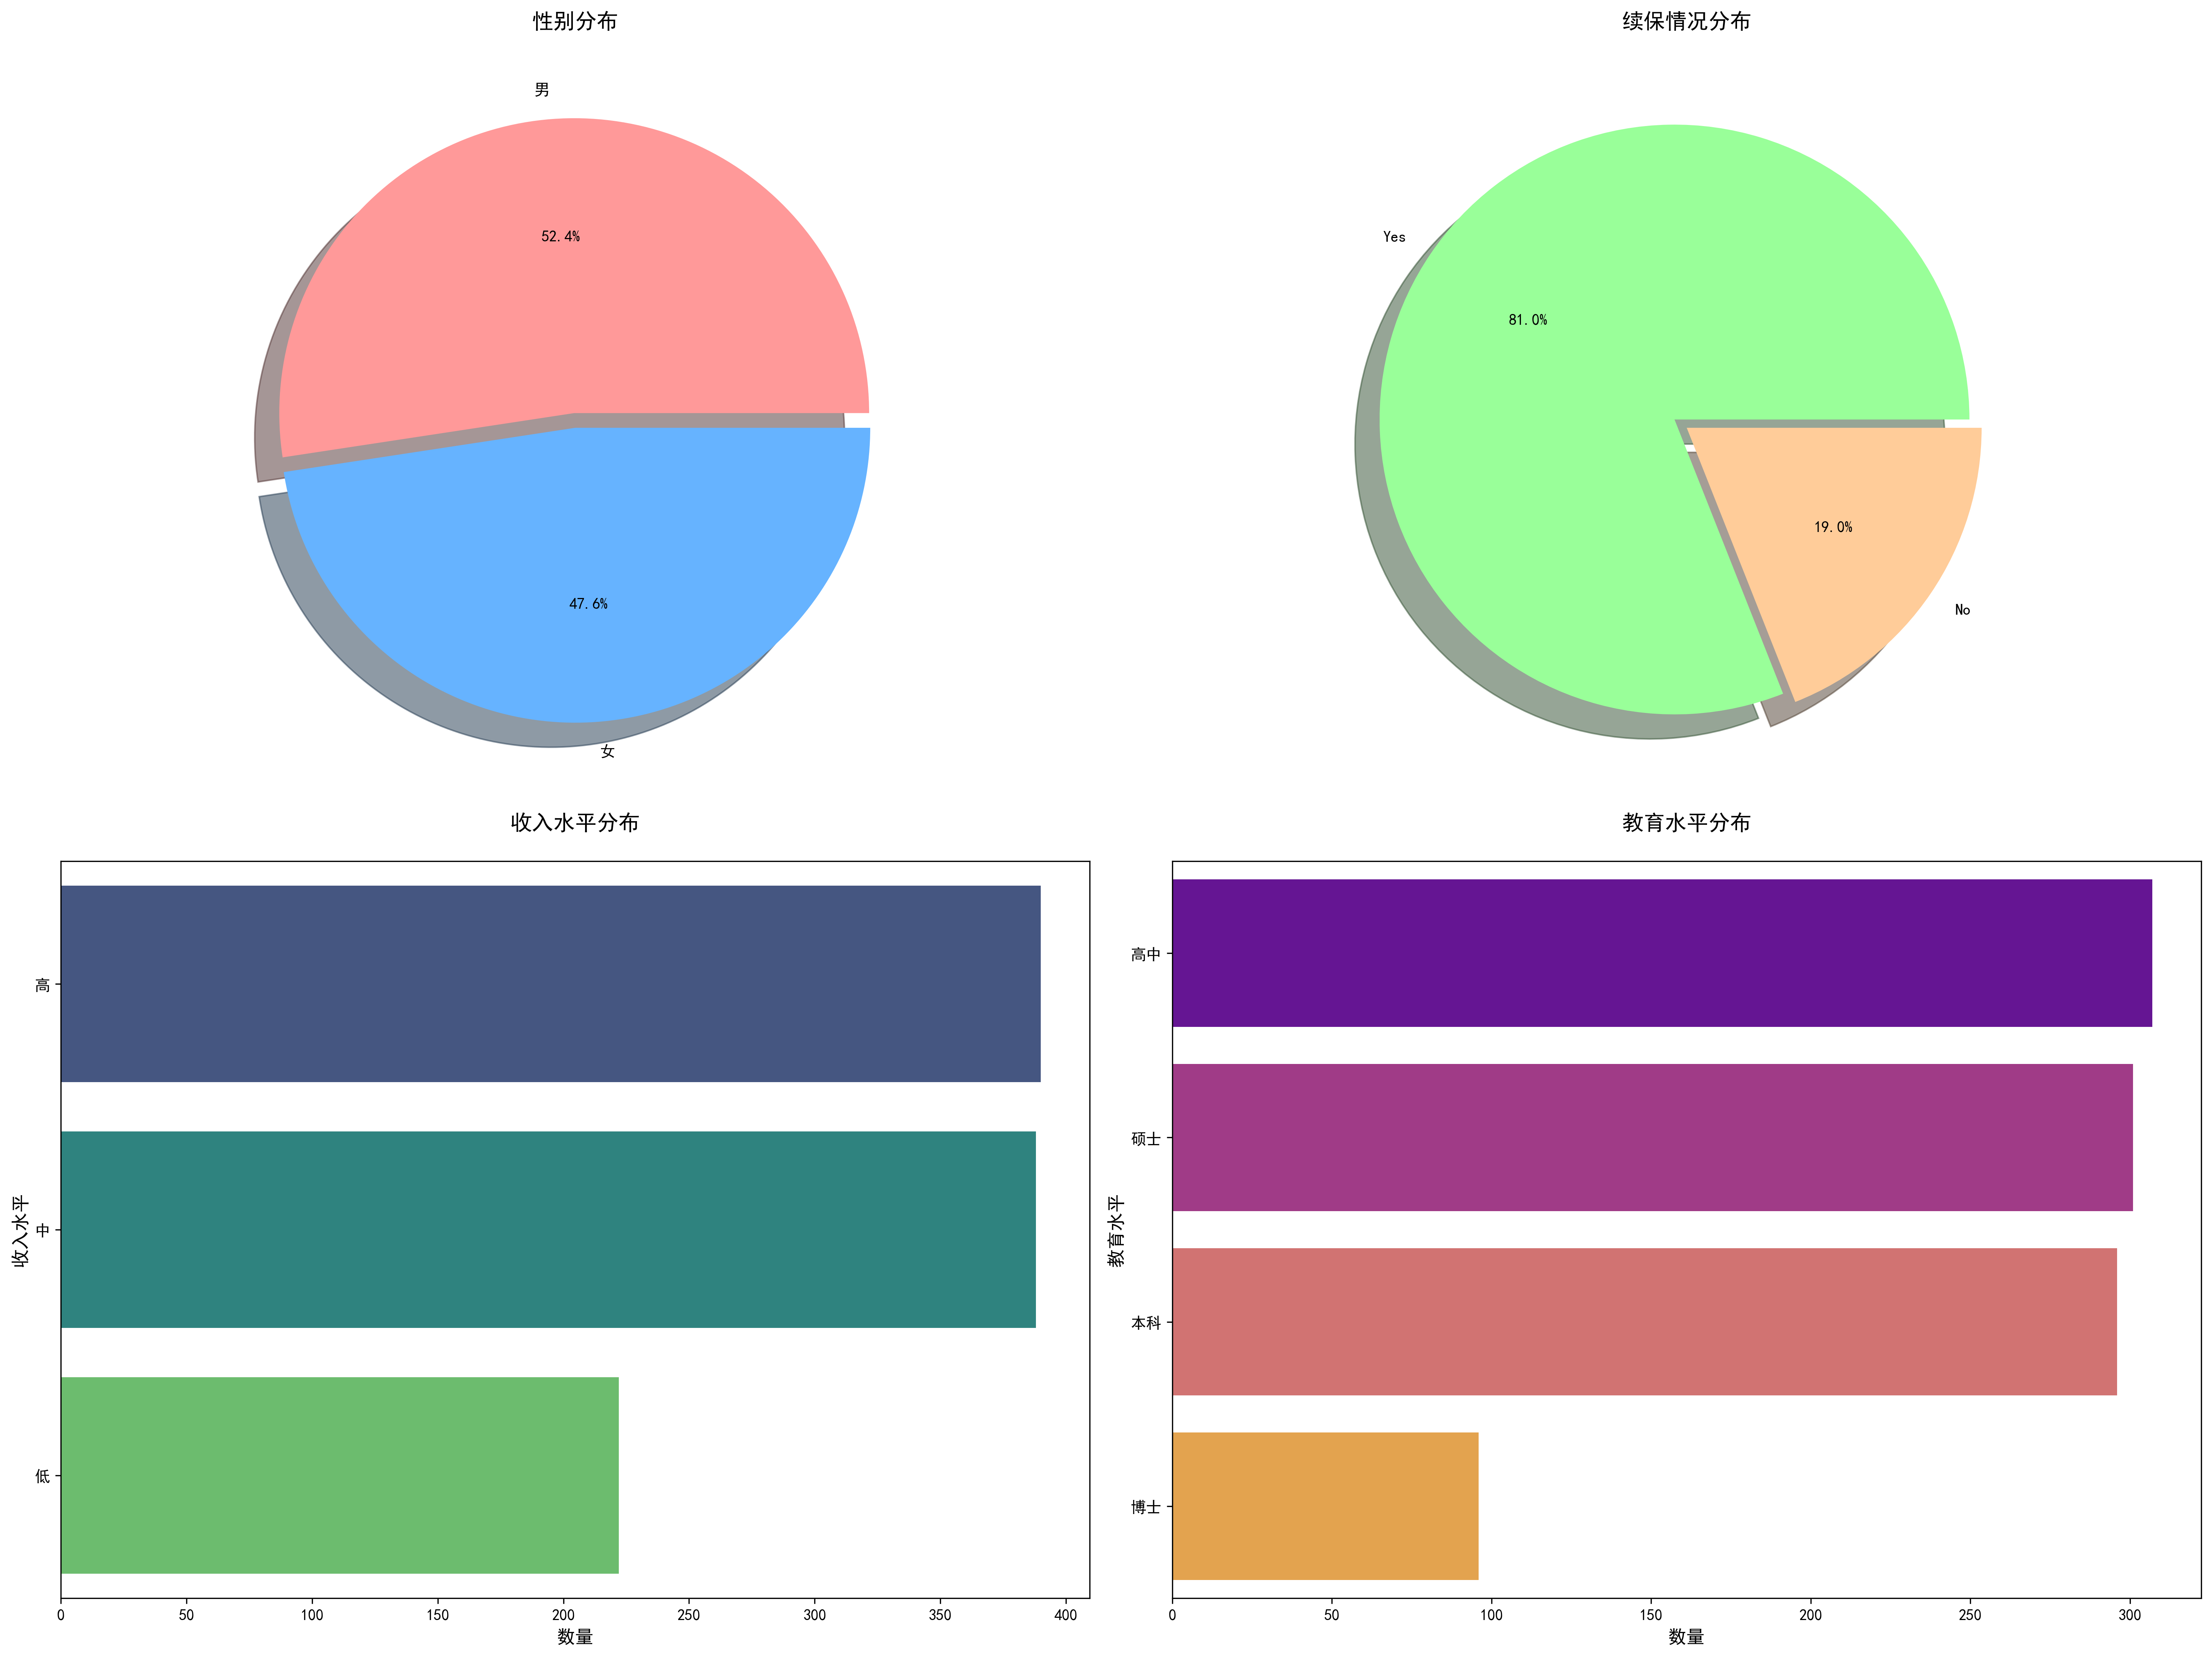 性别分布
男
52.4%
47.6%
女
续保情况分布
Yes
81.0%
19.0%
No
收入水平分布
收入水平
高
中
低
0 50 100 150 200 250 300 350 400
数量
教育水平分布
教育水平
高中
硕士
本科
博士
0 50 100 150 200 250 300
数量